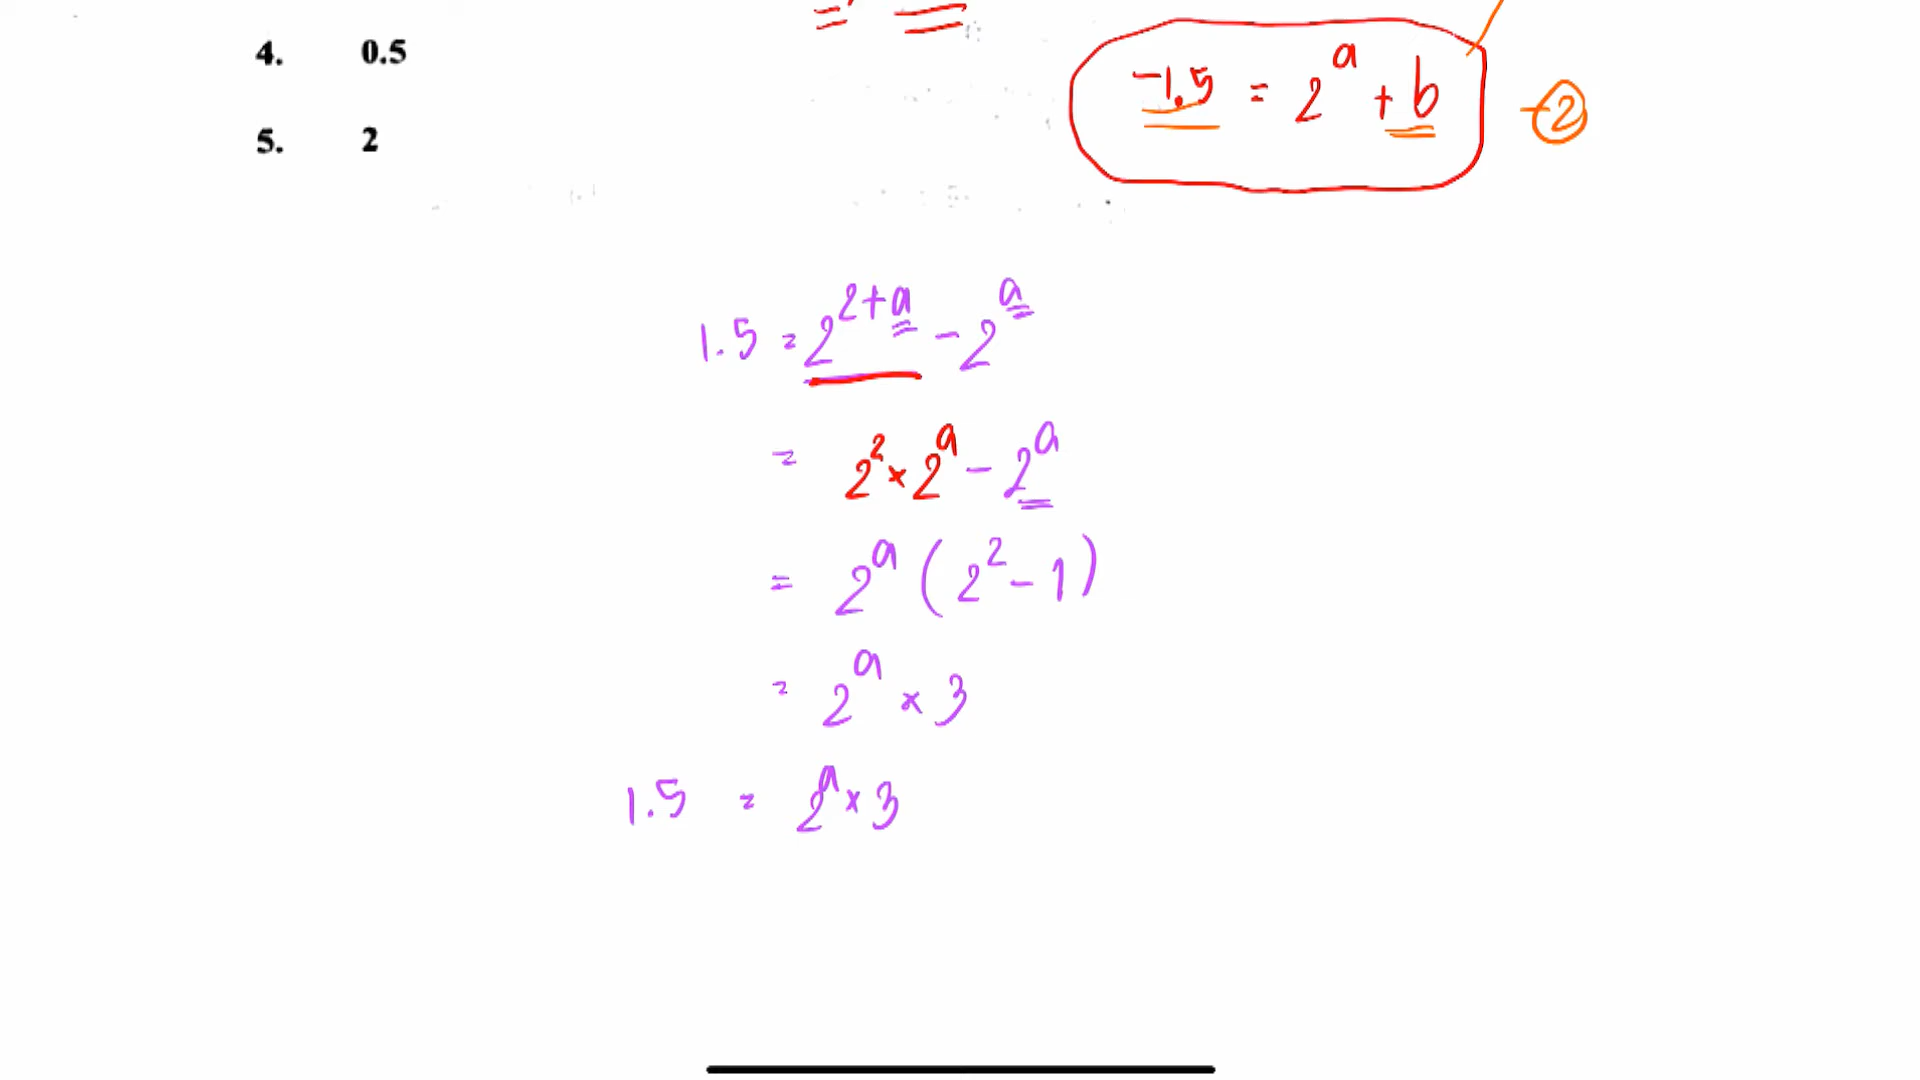 4. 0.5
-1.5 = 2^a + b -②
5. 2
1.5 = 2^{2+a} - 2^a
= 2^2 × 2^a - 2^a
= 2^a (2^2 - 1)
= 2^a × 3
1.5 = 2^a × 3